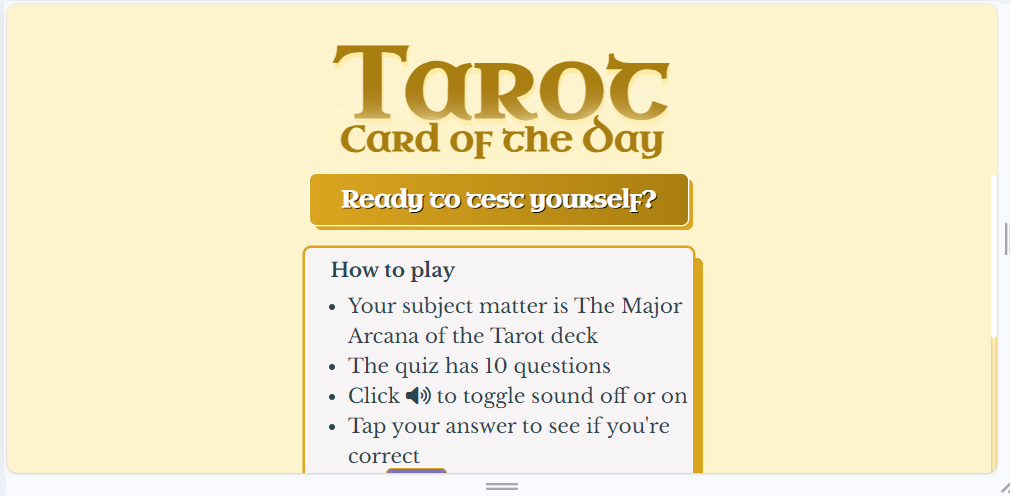 Tarot
Card of the Day
Ready to test yourself?
How to play
• Your subject matter is The Major
Arcana of the Tarot deck
• The quiz has 10 questions
• Click to toggle sound off or on
• Tap your answer to see if you're
correct